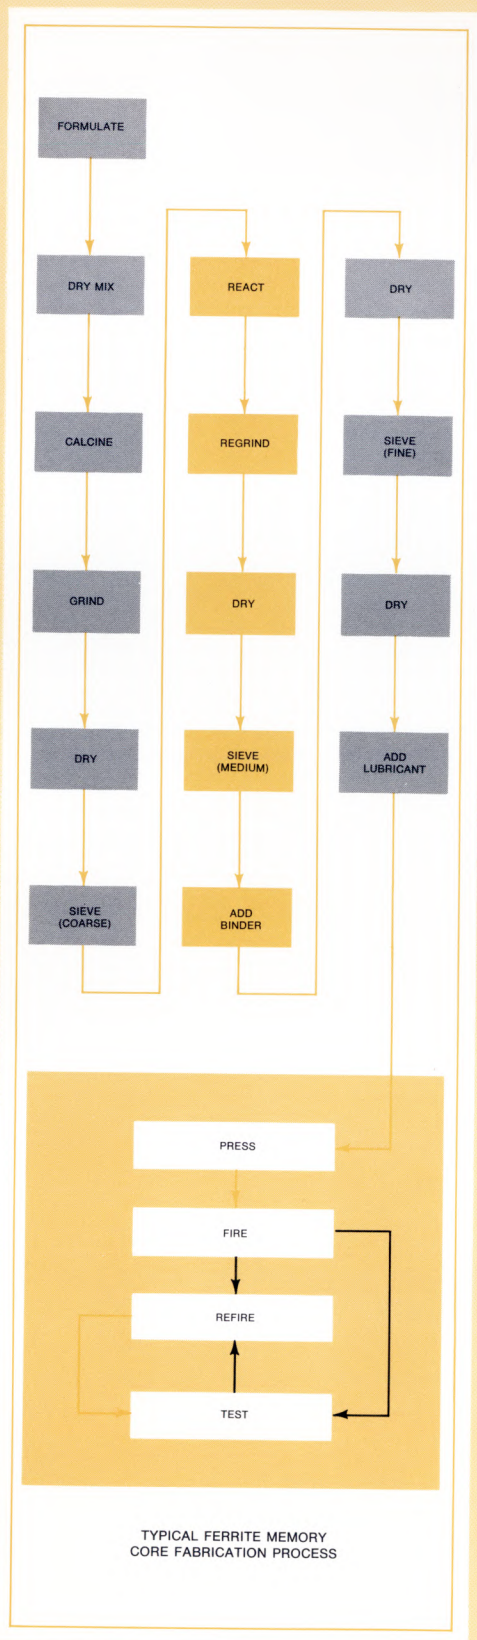 FORMULATE
DRY MIX
CALCINE
GRIND
DRY
SIEVE
(COARSE)
REACT
REGRIND
DRY
SIEVE
(MEDIUM)
ADD
BINDER
DRY
SIEVE
(FINE)
DRY
ADD
LUBRICANT
PRESS
FIRE
REFIRE
TEST
TYPICAL FERRITE MEMORY
CORE FABRICATION PROCESS